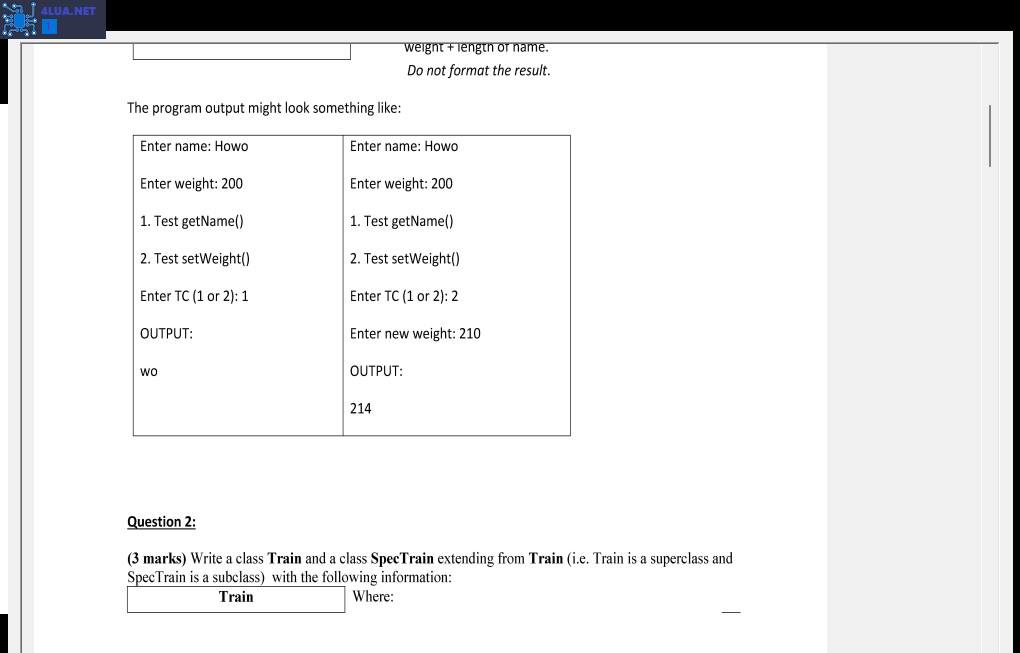 4LUA.NET
weight + length of name.
Do not format the result.
The program output might look something like:
Enter name: Howo
Enter weight: 200
1. Test getName()
2. Test setWeight()
Enter TC (1 or 2): 1
OUTPUT:
wo
Enter name: Howo
Enter weight: 200
1. Test getName()
2. Test setWeight()
Enter TC (1 or 2): 2
Enter new weight: 210
OUTPUT:
214
Question 2:
(3 marks) Write a class Train and a class SpecTrain extending from Train (i.e. Train is a superclass and
SpecTrain is a subclass)  with the following information:
Train
Where: